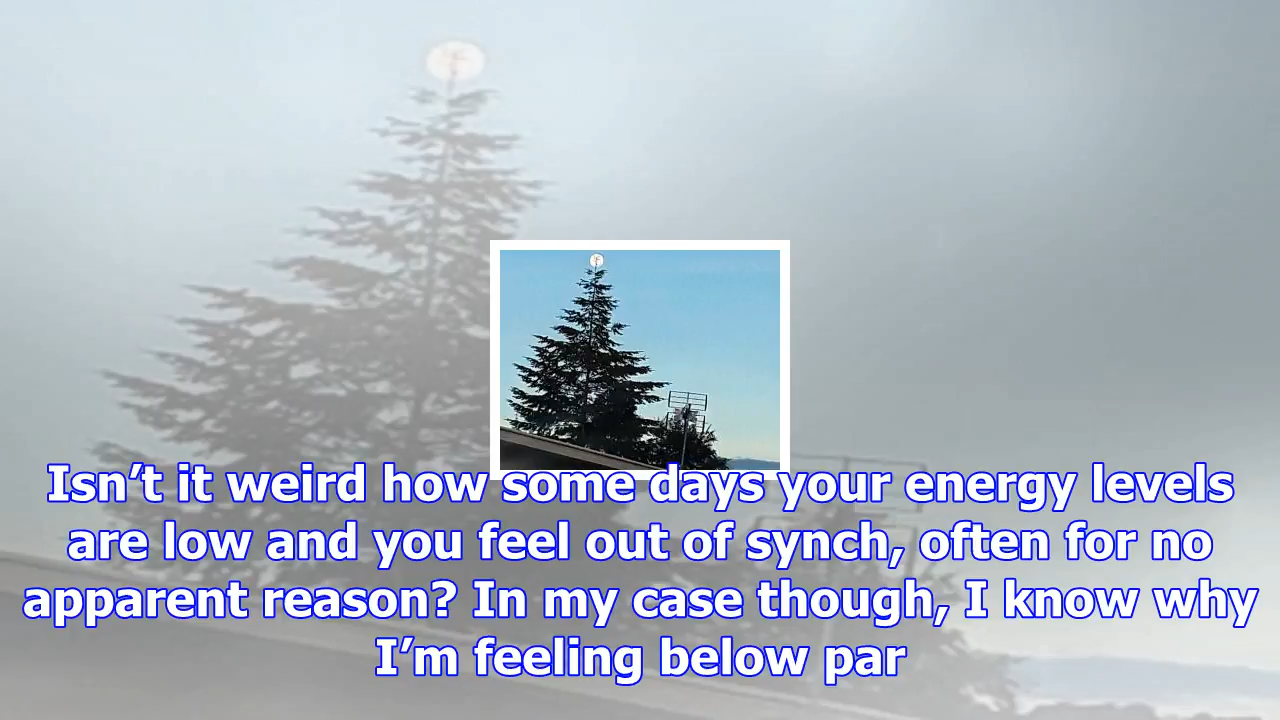 Isn’t it weird how some days your energy levels
are low and you feel out of synch, often for no
apparent reason? In my case though, I know why
I’m feeling below par